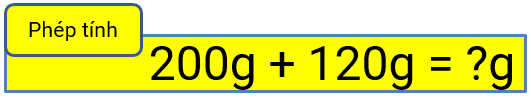 Phép tính
200g + 120g = ?g